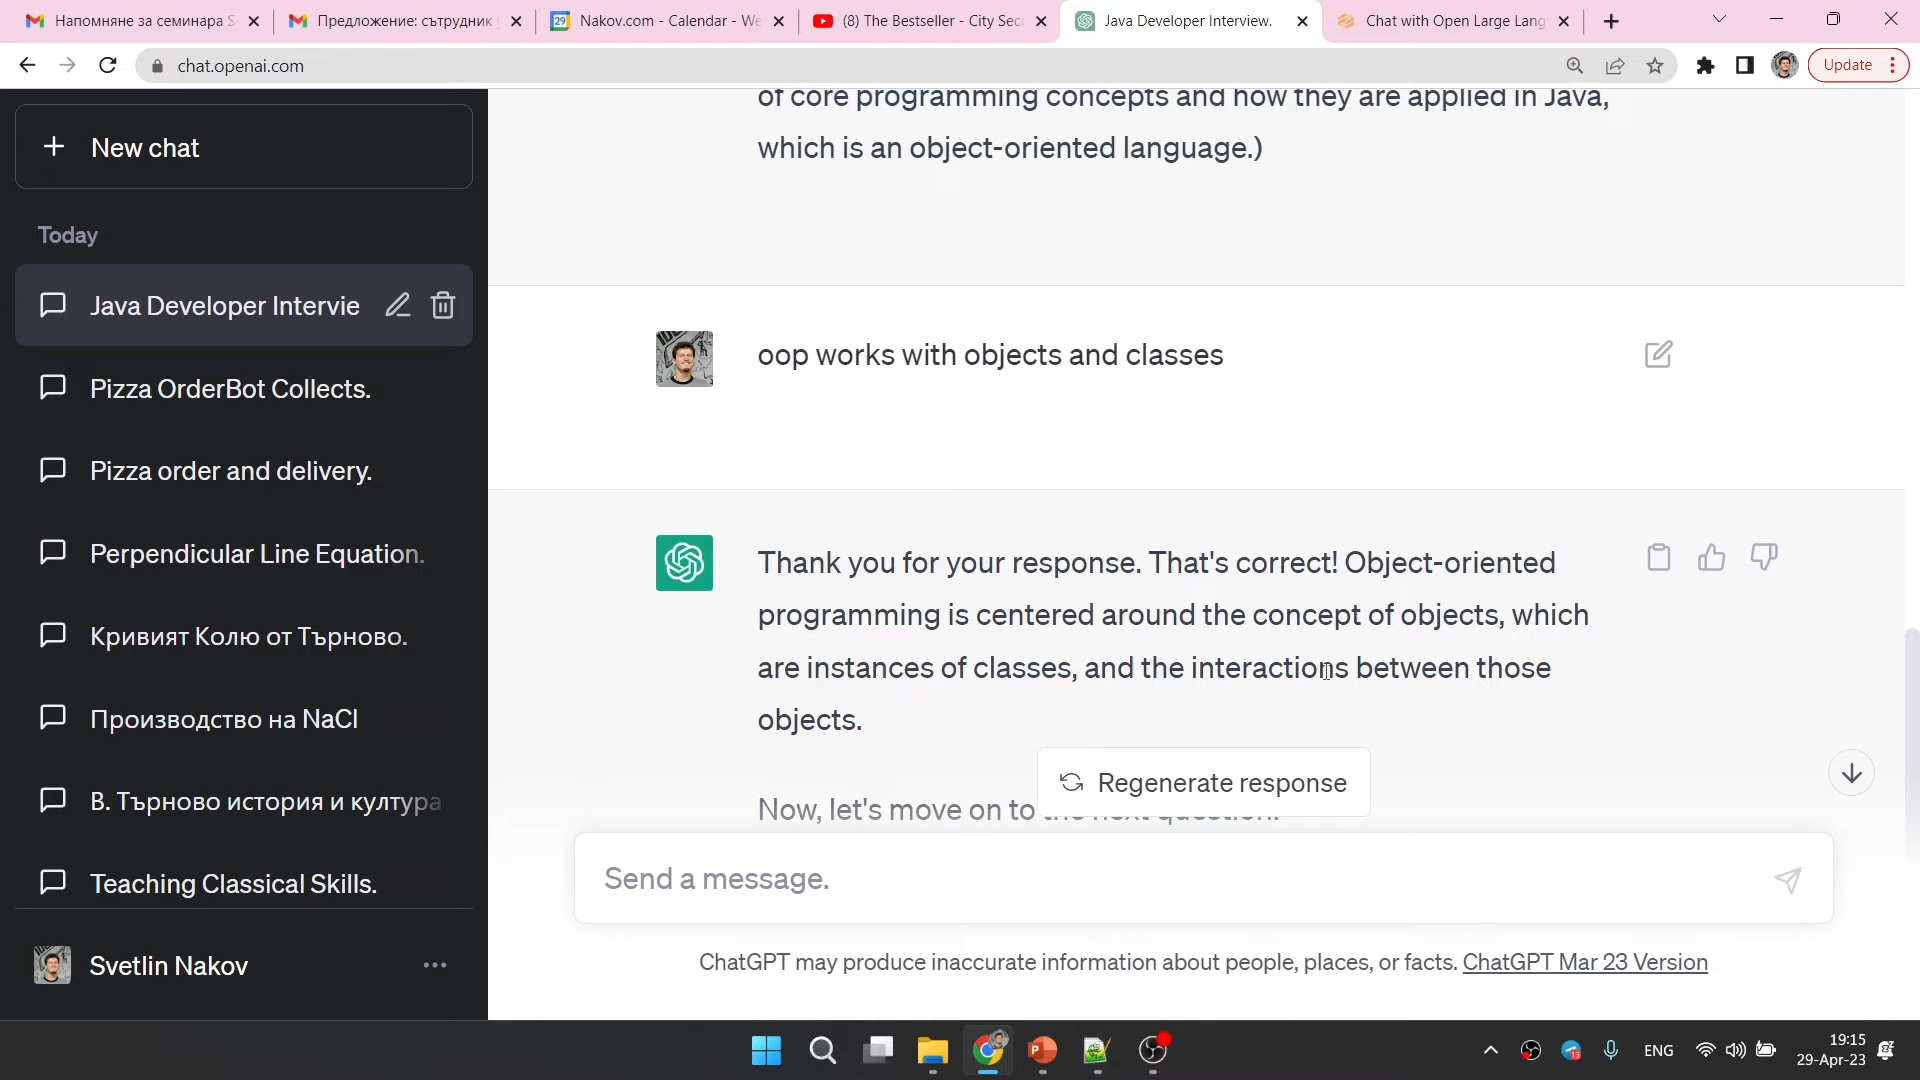 Напомняне за семинара S
Предложение: сътрудник
Nakov.com - Calendar - We
(8) The Bestseller - City Sec
Java Developer Interview.
Chat with Open Large Lang
chat.openai.com
Update
New chat
Today
Java Developer Intervie
Pizza OrderBot Collects.
Pizza order and delivery.
Perpendicular Line Equation.
Кривият Колю от Търново.
Производство на NaCl
В. Търново история и култура
Teaching Classical Skills.
Svetlin Nakov
of core programming concepts and how they are applied in Java,
which is an object-oriented language.)
oop works with objects and classes
Thank you for your response. That's correct! Object-oriented
programming is centered around the concept of objects, which
are instances of classes, and the interactions between those
objects.
Now, let's move on to the next question.
Regenerate response
Send a message.
ChatGPT may produce inaccurate information about people, places, or facts. ChatGPT Mar 23 Version
ENG
19:15
29-Apr-23